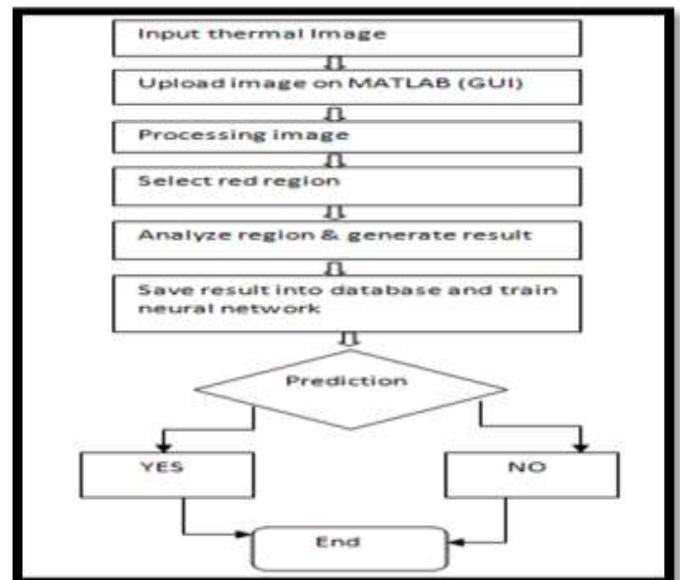 Input thermal Image
Upload image on MATLAB (GUI)
Processing image
Select red region
Analyze region & generate result
Save result into database and train
neural network
Prediction
YES
NO
End